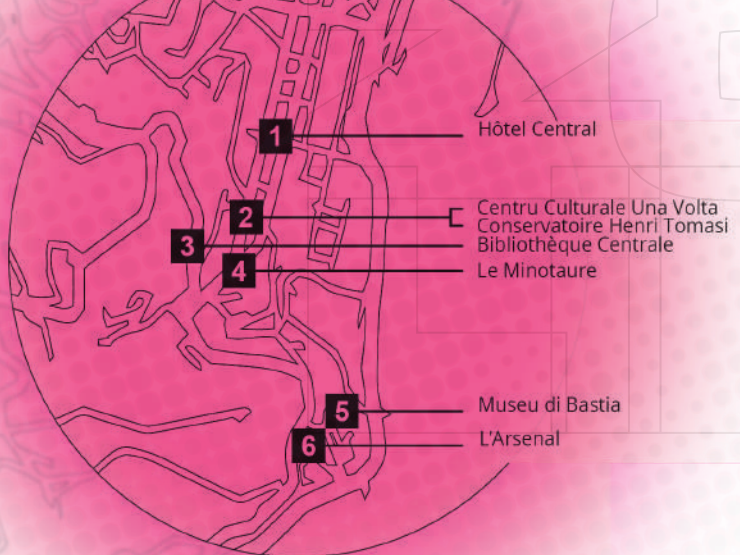 1 Hôtel Central
2 Centru Culturale Una Volta
Conservatoire Henri Tomasi
3 Bibliothèque Centrale
4 Le Minotaure
5 Museu di Bastia
6 L'Arsenal